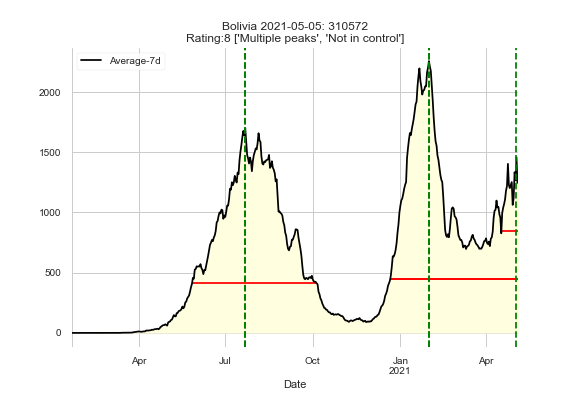 Bolivia 2021-05-05: 310572
Rating:8 ['Multiple peaks', 'Not in control']
Average-7d
2000
1500
1000
500
0
Apr Jul Oct Jan Apr
2021
Date